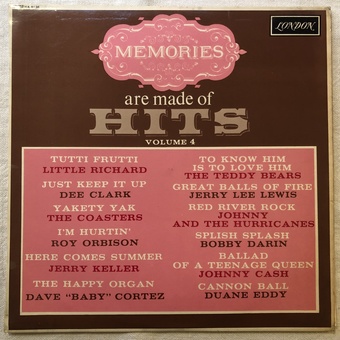 LONDON
MEMORIES
are made of
HITS
VOLUME 4
TUTTI FRUTTI
LITTLE RICHARD
JUST KEEP IT UP
DEE CLARK
YAKETY YAK
THE COASTERS
I'M HURTIN'
ROY ORBISON
HERE COMES SUMMER
JERRY KELLER
THE HAPPY ORGAN
DAVE "BABY" CORTEZ
TO KNOW HIM
IS TO LOVE HIM
THE TEDDY BEARS
GREAT BALLS OF FIRE
JERRY LEE LEWIS
RED RIVER ROCK
JOHNNY
AND THE HURRICANES
SPLISH SPLASH
BOBBY DARIN
BALLAD
OF A TEENAGE QUEEN
JOHNNY CASH
CANNON BALL
DUANE EDDY